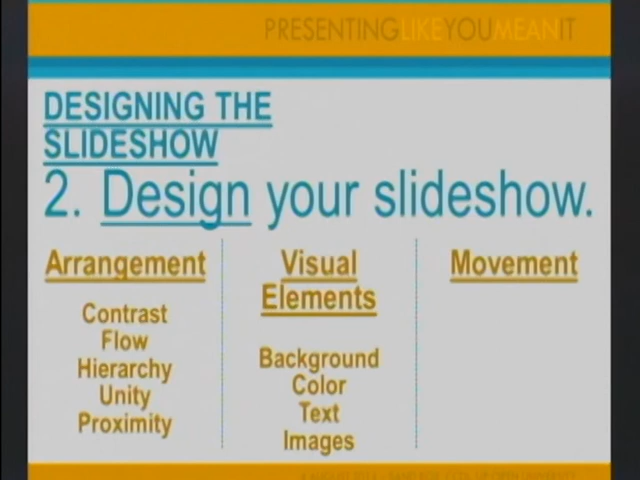 PRESENTINGLIKEYOUMEANIT
DESIGNING THE
SLIDESHOW
2. Design your slideshow.
Arrangement
Contrast
Flow
Hierarchy
Unity
Proximity
Visual
Elements
Background
Color
Text
Images
Movement